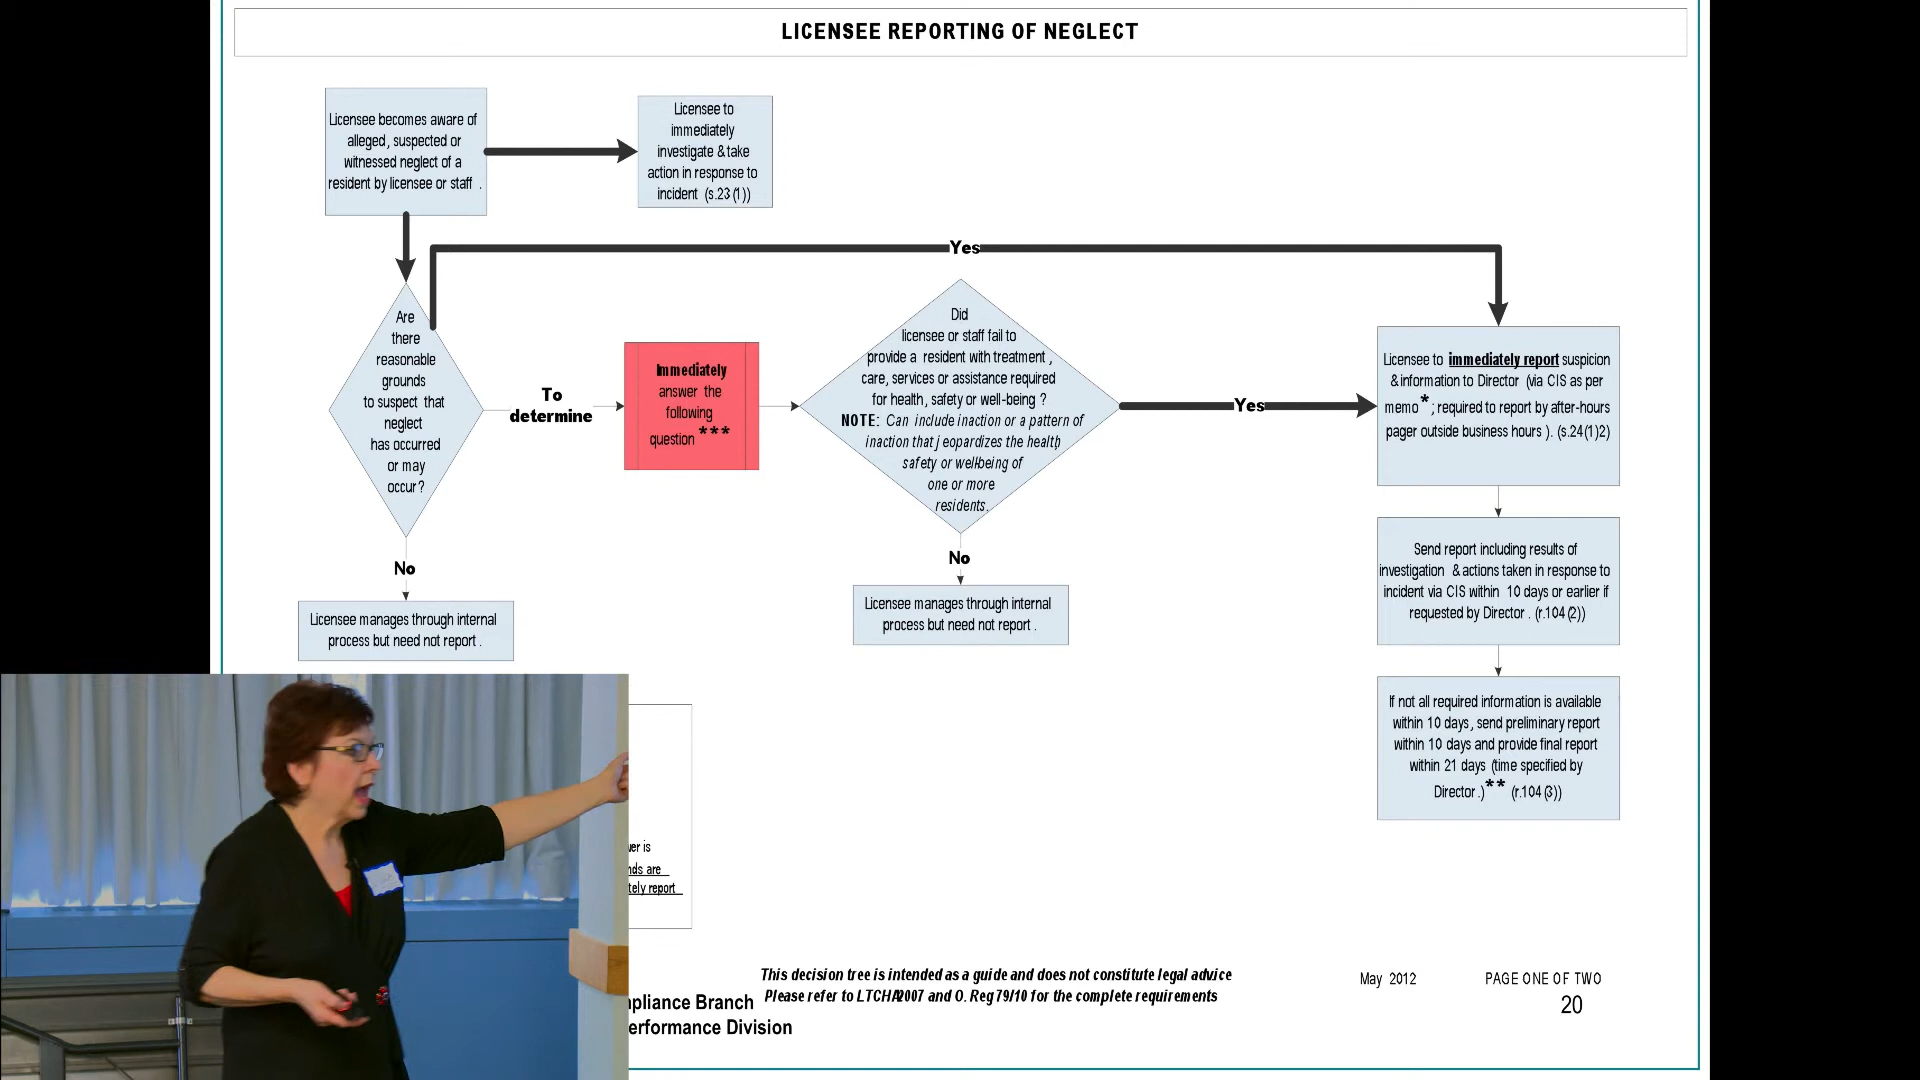 LICENSEE REPORTING OF NEGLECT
Licensee becomes aware of
alleged, suspected or
witnessed neglect of a
resident by licensee or staff .
Licensee to
immediately
investigate & take
action in response to
incident (s.23 (1))
Yes
Are
there
reasonable
grounds
to suspect that
neglect
has occurred
or may
occur?
To
determine
Immediately
answer the
following
question ***
Did
licensee or staff fail to
provide a resident with treatment ,
care, services or assistance required
for health, safety or well-being ?
NOTE: Can include inaction or a pattern of
inaction that jeopardizes the health,
safety or wellbeing of
one or more
residents.
Yes
Licensee to immediately report suspicion
& information to Director (via CIS as per
memo* ; required to report by after-hours
pager outside business hours ). (s.24(1)2)
No
Licensee manages through internal
process but need not report .
No
Licensee manages through internal
process but need not report .
Send report including results of
investigation & actions taken in response to
incident via CIS within 10 days or earlier if
requested by Director . (r.104 (2))
If not all required information is available
within 10 days, send preliminary report
within 10 days and provide final report
within 21 days (time specified by
Director .)** (r.104 (3))
is
are
report
This decision tree is intended as a guide and does not constitute legal advice
Please refer to LTCHA2007 and O. Reg 79/10 for the complete requirements
mpliance Branch
erformance Division
May 2012
PAGE ONE OF TWO
20